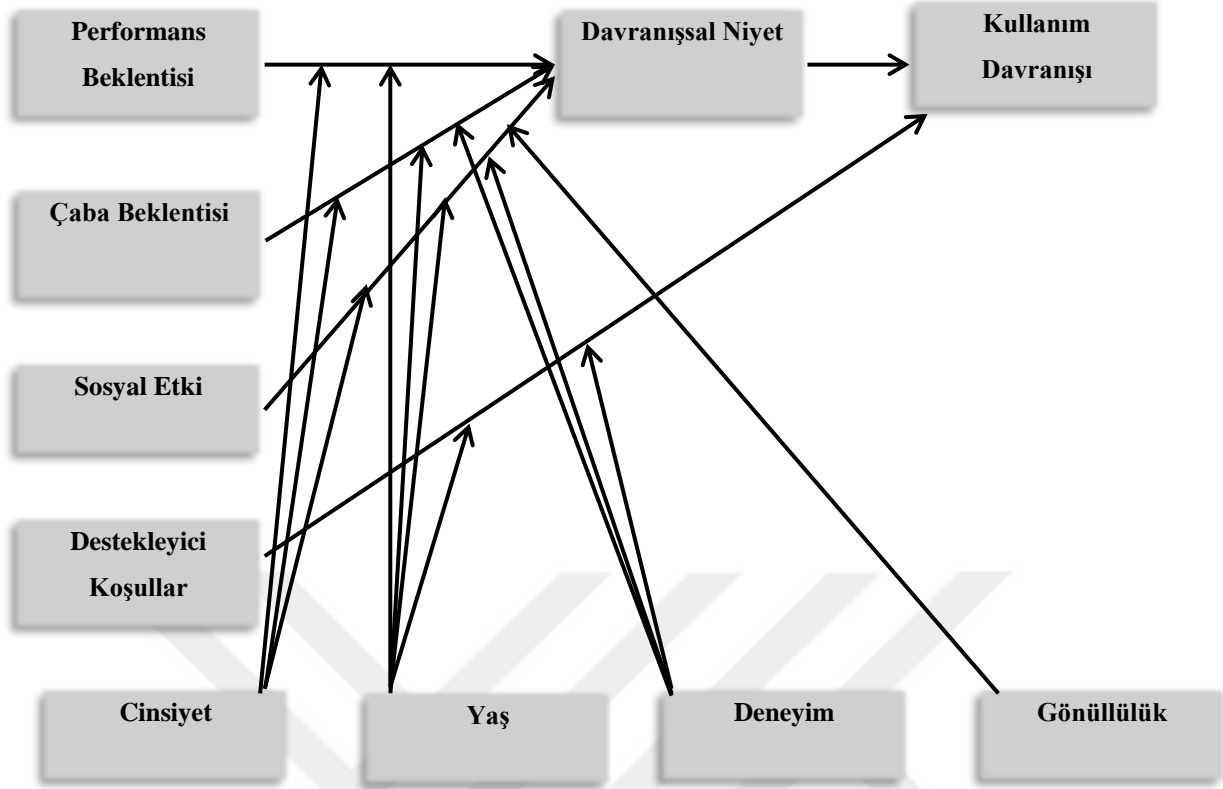 Performans
Beklentisi
Davranışsal Niyet
Kullanım
Davranışı
Çaba Beklentisi
Sosyal Etki
Destekleyici
Koşullar
Cinsiyet
Yaş
Deneyim
Gönüllülük